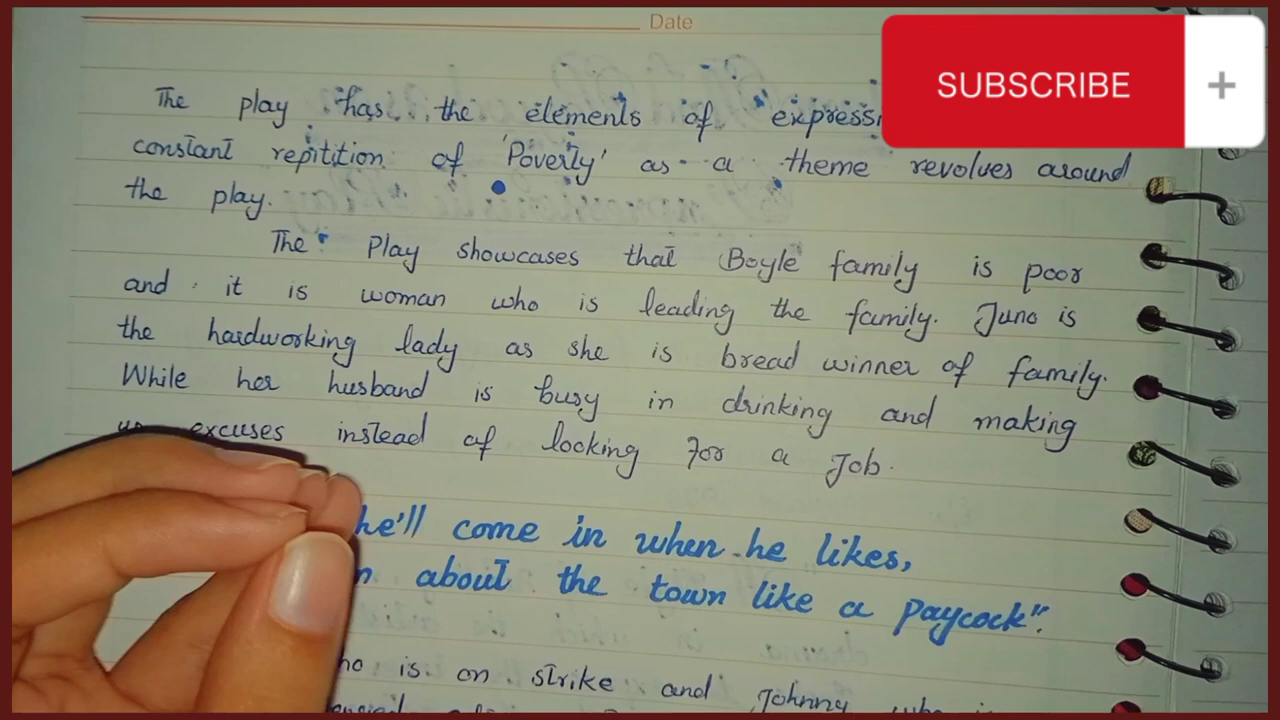 Date
SUBSCRIBE +
The play has the elements of
constant repitition of 'Poverty' as a theme revolves around
the play.
The Play showcases that Boyle family is poor
and it is woman who is leading the family. Juno is
the hardworking lady as she is bread winner of family.
While her husband is busy in drinking and making
excuses instead of looking for a Job.
he'll come in when he likes,
about the town like a paycock".
is on strike and Johnny